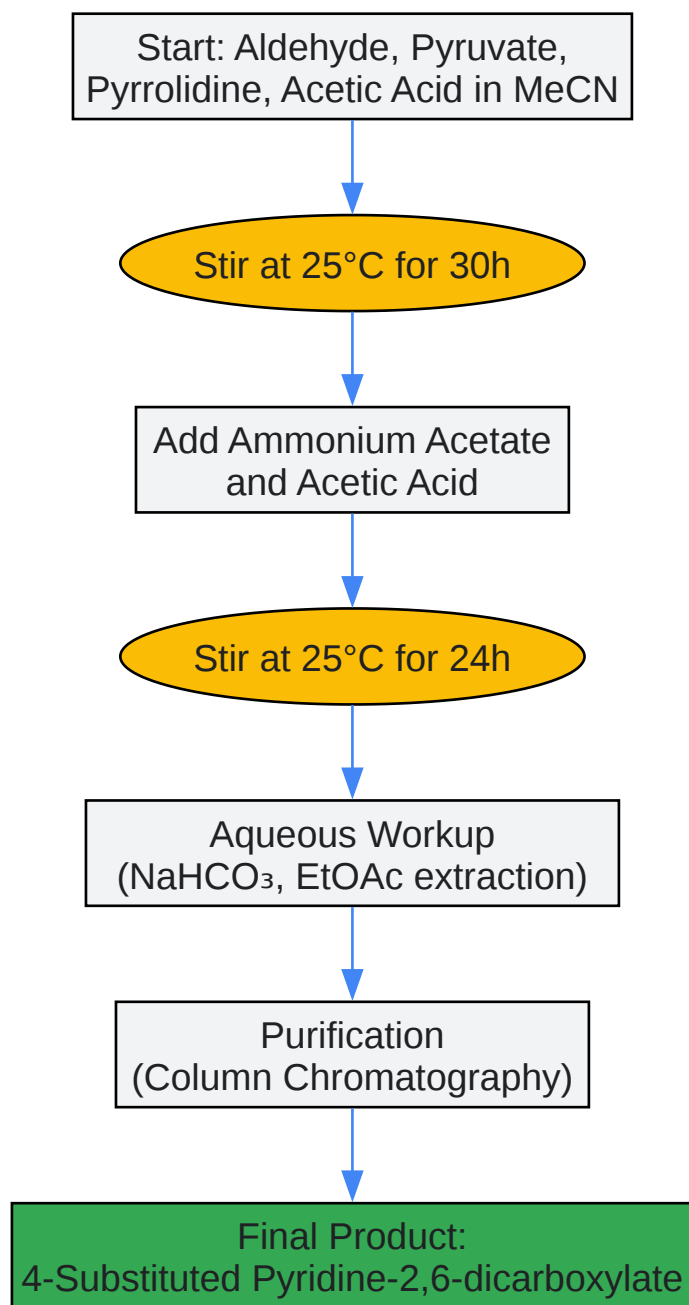 Start: Aldehyde, Pyruvate,
Pyrrolidine, Acetic Acid in MeCN
Stir at 25°C for 30h
Add Ammonium Acetate
and Acetic Acid
Stir at 25°C for 24h
Aqueous Workup
(NaHCO₃, EtOAc extraction)
Purification
(Column Chromatography)
Final Product:
4-Substituted Pyridine-2,6-dicarboxylate